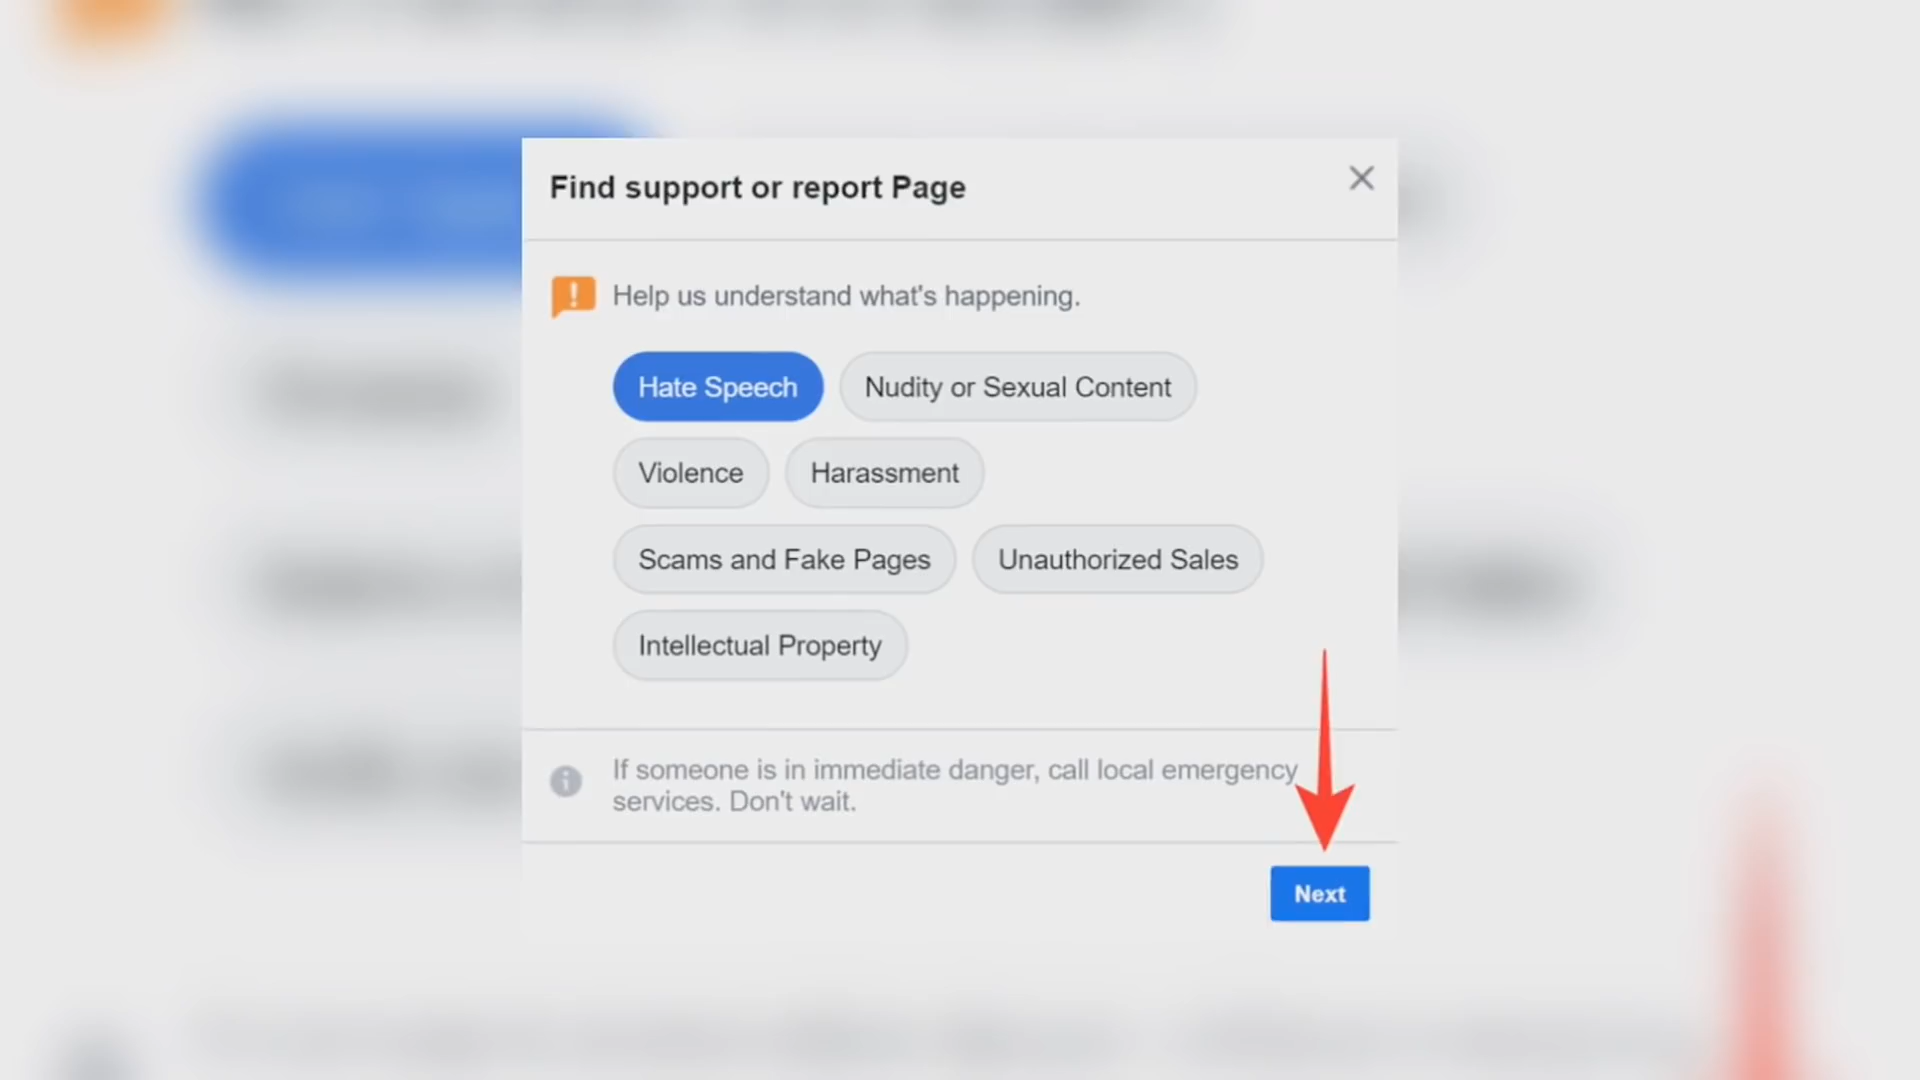 Find support or report Page
Help us understand what's happening.
Hate Speech
Nudity or Sexual Content
Violence
Harassment
Scams and Fake Pages
Unauthorized Sales
Intellectual Property
If someone is in immediate danger, call local emergency
services. Don't wait.
Next